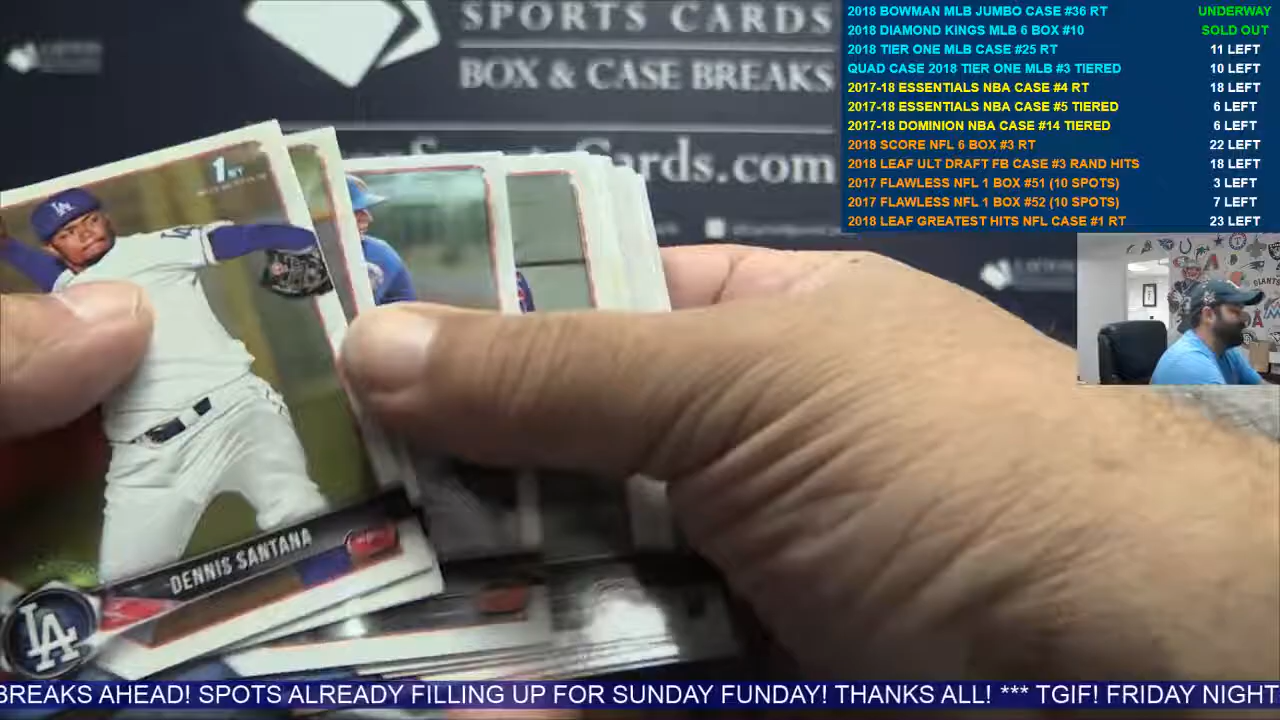 SPORTS CARDS
BOX & CASE BREAKS
Cards.com
2018 BOWMAN MLB JUMBO CASE #36 RT UNDERWAY
2018 DIAMOND KINGS MLB 6 BOX #10 SOLD OUT
2018 TIER ONE MLB CASE #25 RT 11 LEFT
QUAD CASE 2018 TIER ONE MLB #3 TIERED 10 LEFT
2017-18 ESSENTIALS NBA CASE #4 RT 18 LEFT
2017-18 ESSENTIALS NBA CASE #5 TIERED 6 LEFT
2017-18 DOMINION NBA CASE #14 TIERED 6 LEFT
2018 SCORE NFL 6 BOX #3 RT 22 LEFT
2018 LEAF ULT DRAFT FB CASE #3 RAND HITS 18 LEFT
2017 FLAWLESS NFL 1 BOX #51 (10 SPOTS) 3 LEFT
2017 FLAWLESS NFL 1 BOX #52 (10 SPOTS) 7 LEFT
2018 LEAF GREATEST HITS NFL CASE #1 RT 23 LEFT
1ST
LA
GIANTS
DENNIS SANTANA
LA
BREAKS AHEAD! SPOTS ALREADY FILLING UP FOR SUNDAY FUNDAY! THANKS ALL! *** TGIF! FRIDAY NIGHT